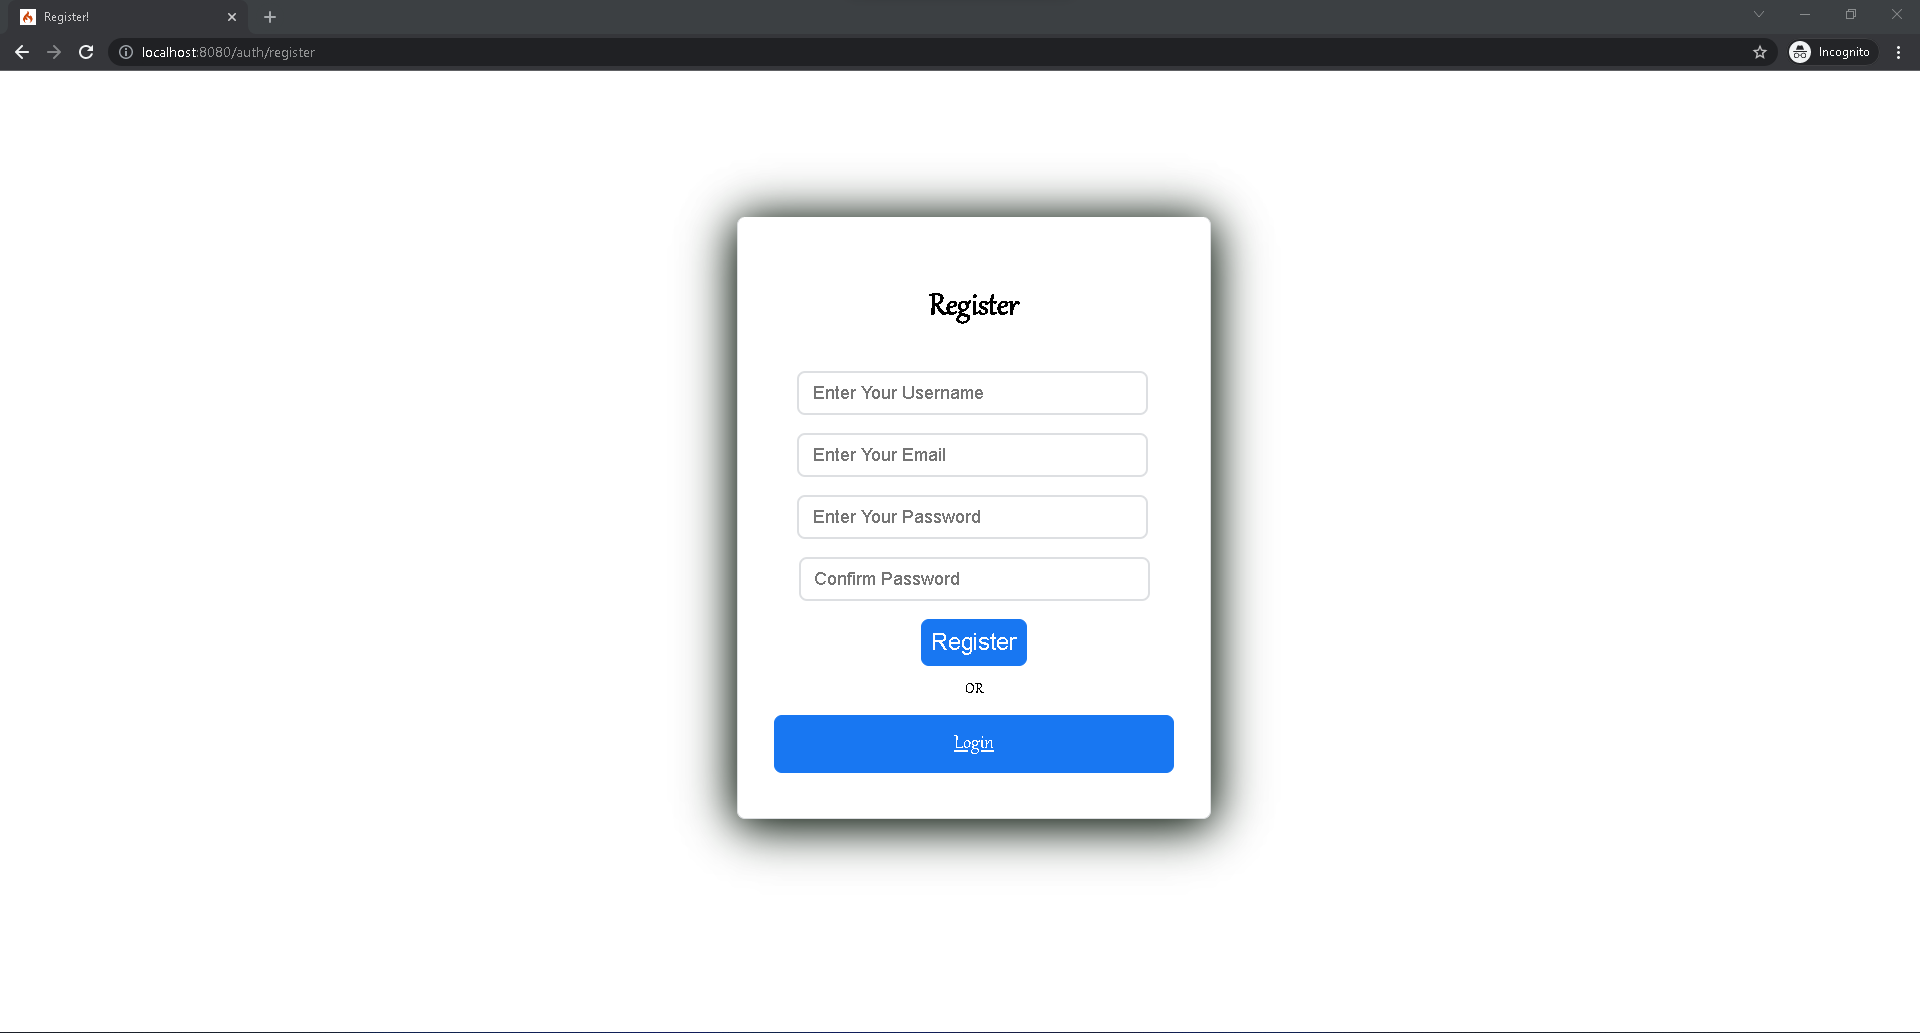 Register!
localhost:8080/auth/register
Incognito
Register
Enter Your Username
Enter Your Email
Enter Your Password
Confirm Password
Register
OR
Login